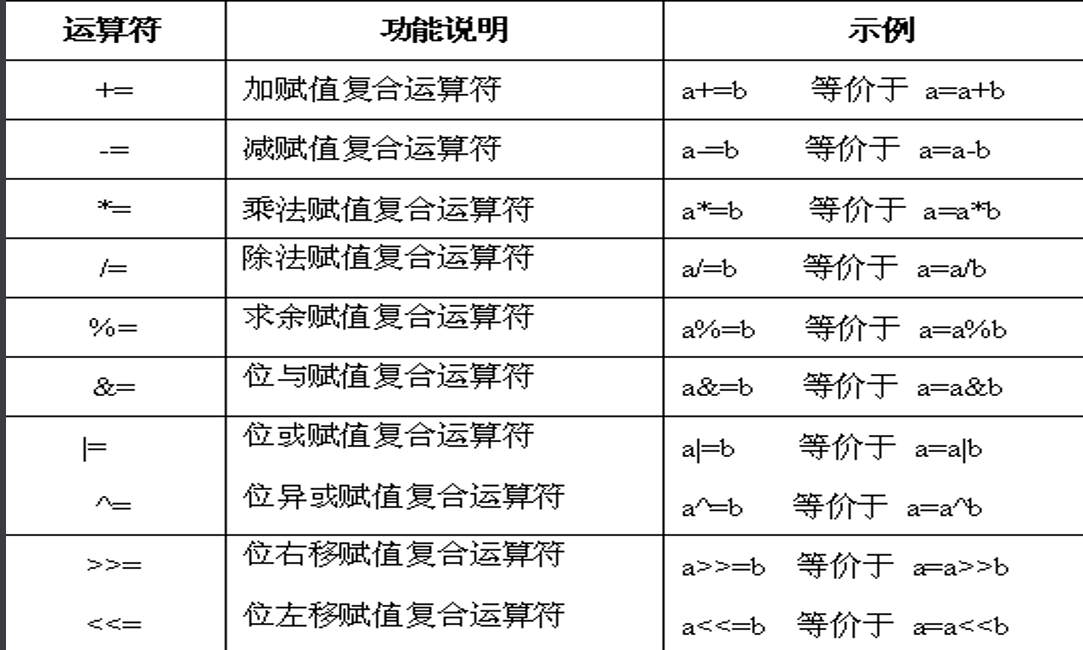 运算符 功能说明 示例
+= 加赋值复合运算符 a+=b 等价于 a=a+b
-= 减赋值复合运算符 a-=b 等价于 a=a-b
*= 乘法赋值复合运算符 a*=b 等价于 a=a*b
/= 除法赋值复合运算符 a/=b 等价于 a=a/b
%= 求余赋值复合运算符 a%=b 等价于 a=a%b
&= 位与赋值复合运算符 a&=b 等价于 a=a&b
|= 位或赋值复合运算符 a|=b 等价于 a=a|b
^= 位异或赋值复合运算符 a^=b 等价于 a=a^b
>>= 位右移赋值复合运算符 a>>=b 等价于 a=a>>b
<<= 位左移赋值复合运算符 a<<=b 等价于 a=a<<b